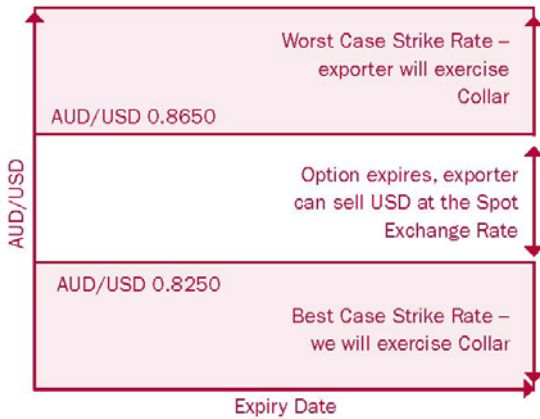 Worst Case Strike Rate –
exporter will exercise
Collar
AUD/USD 0.8650
AUD/USD
Option expires, exporter
can sell USD at the Spot
Exchange Rate
AUD/USD 0.8250
Best Case Strike Rate –
we will exercise Collar
Expiry Date